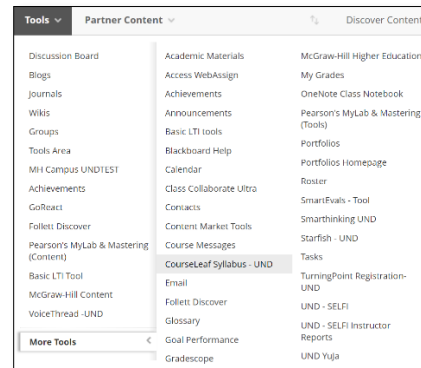 Tools Partner Content Discover Content
Discussion Board
Blogs
Journals
Wikis
Groups
Tools Area
MH Campus UNDTEST
Achievements
GoReact
Follett Discover
Pearson's MyLab & Mastering
(Content)
Basic LTI Tool
McGraw-Hill Content
VoiceThread -UND
More Tools
Academic Materials
Access WebAssign
Achievements
Announcements
Basic LTI tools
Blackboard Help
Calendar
Class Collaborate Ultra
Contacts
Content Market Tools
Course Messages
CourseLeaf Syllabus - UND
Email
Follett Discover
Glossary
Goal Performance
Gradescope
McGraw-Hill Higher Education
My Grades
OneNote Class Notebook
Pearson's MyLab & Mastering
(Tools)
Portfolios
Portfolios Homepage
Roster
SmartEvals - Tool
Smarthinking UND
Starfish - UND
Tasks
TurningPoint Registration-
UND
UND - SELFI
UND - SELFI Instructor
Reports
UND YuJa